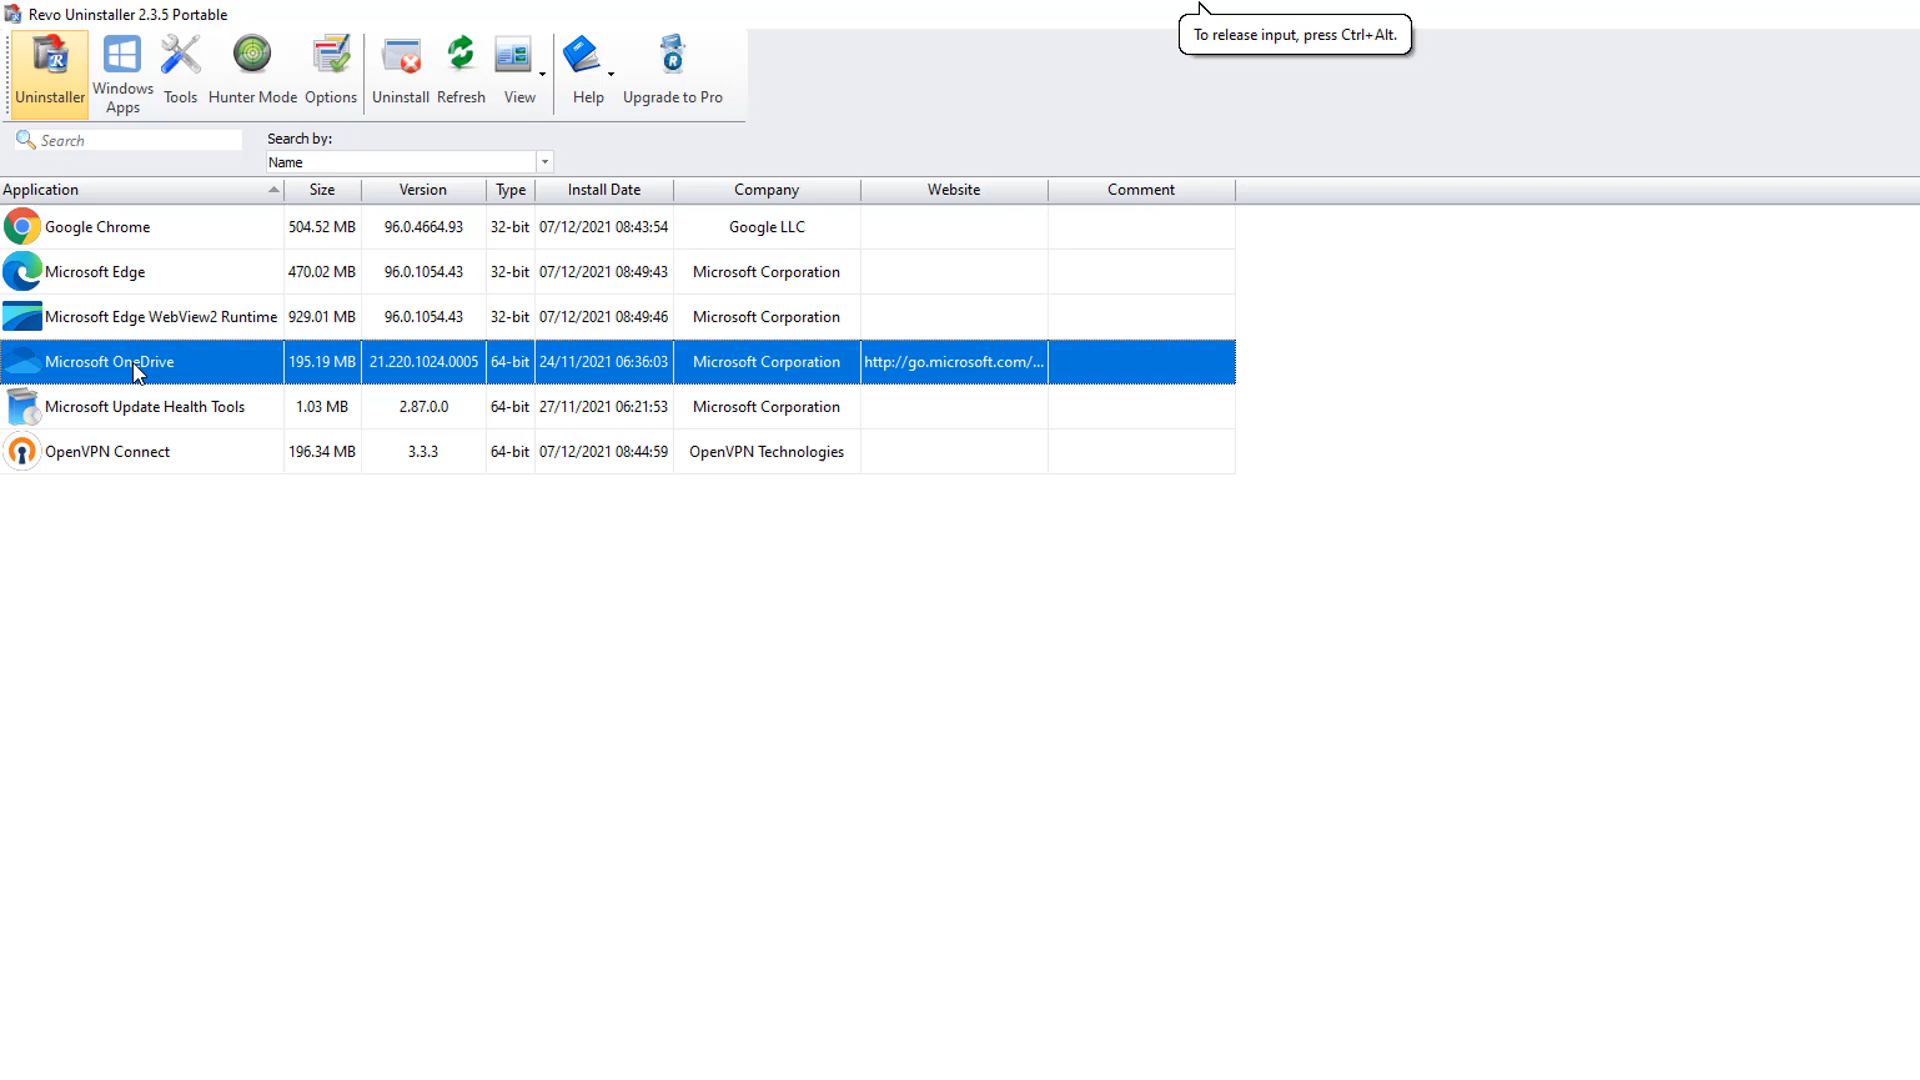 Revo Uninstaller 2.3.5 Portable
To release input, press Ctrl+Alt.
Uninstaller
Windows
Apps
Tools
Hunter Mode
Options
Uninstall
Refresh
View
Help
Upgrade to Pro
Search
Search by:
Name
Application Size Version Type Install Date Company Website Comment
Google Chrome 504.52 MB 96.0.4664.93 32-bit 07/12/2021 08:43:54 Google LLC
Microsoft Edge 470.02 MB 96.0.1054.43 32-bit 07/12/2021 08:49:43 Microsoft Corporation
Microsoft Edge WebView2 Runtime 929.01 MB 96.0.1054.43 32-bit 07/12/2021 08:49:46 Microsoft Corporation
Microsoft OneDrive 195.19 MB 21.220.1024.0005 64-bit 24/11/2021 06:36:03 Microsoft Corporation http://go.microsoft.com/...
Microsoft Update Health Tools 1.03 MB 2.87.0.0 64-bit 27/11/2021 06:21:53 Microsoft Corporation
OpenVPN Connect 196.34 MB 3.3.3 64-bit 07/12/2021 08:44:59 OpenVPN Technologies